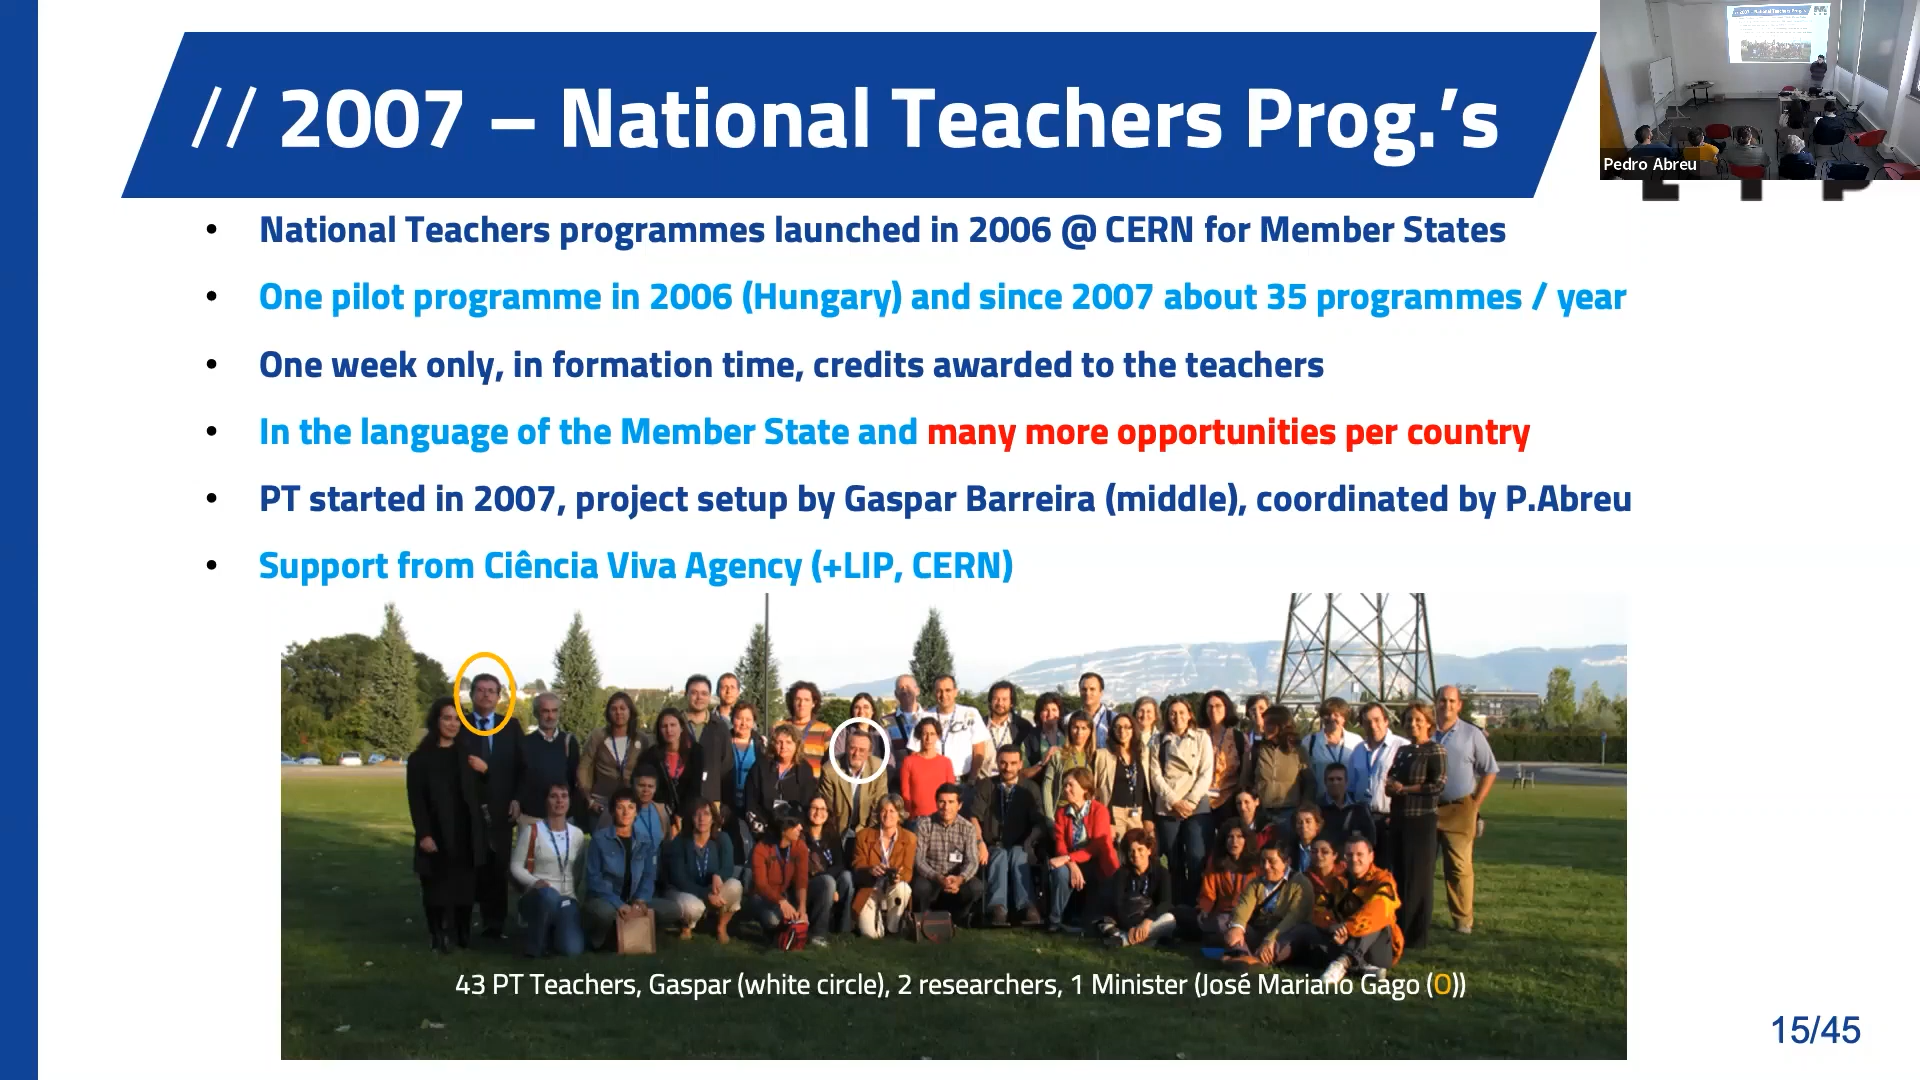 // 2007 – National Teachers Prog.'s
Pedro Abreu
• National Teachers programmes launched in 2006 @ CERN for Member States
• One pilot programme in 2006 (Hungary) and since 2007 about 35 programmes / year
• One week only, in formation time, credits awarded to the teachers
• In the language of the Member State and many more opportunities per country
• PT started in 2007, project setup by Gaspar Barreira (middle), coordinated by P.Abreu
• Support from Ciência Viva Agency (+LIP, CERN)
43 PT Teachers, Gaspar (white circle), 2 researchers, 1 Minister (José Mariano Gago (O))
15/45